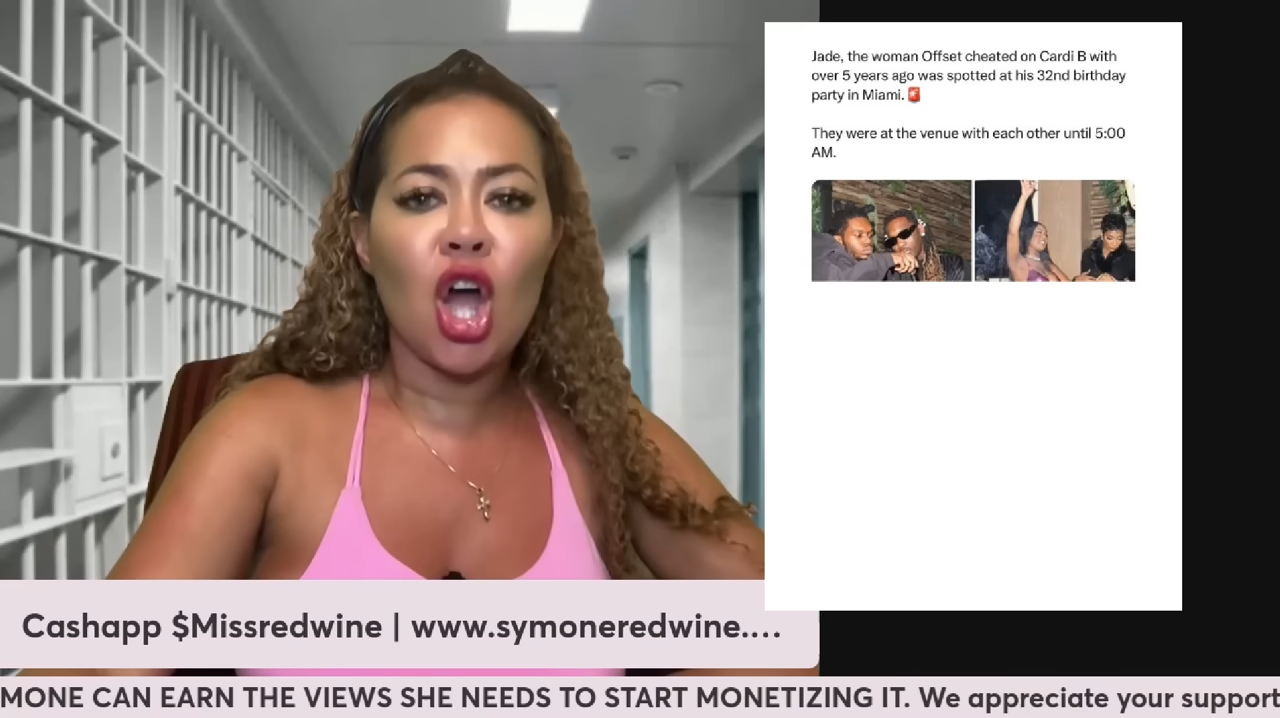 Jade, the woman Offset cheated on Cardi B with
over 5 years ago was spotted at his 32nd birthday
party in Miami. 🚨
They were at the venue with each other until 5:00
AM.
Cashapp $Missredwine | www.symoneredwine....
MONE CAN EARN THE VIEWS SHE NEEDS TO START MONETIZING IT. We appreciate your support